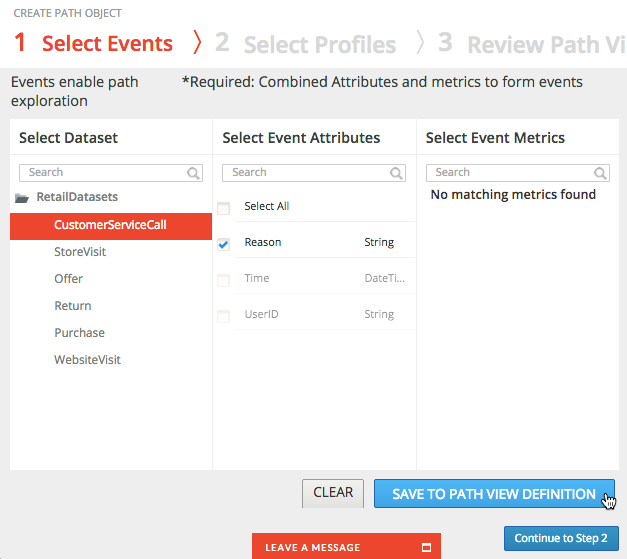 CREATE PATH OBJECT
1 Select Events 2 Select Profiles 3 Review Path Vi
Events enable path exploration
*Required: Combined Attributes and metrics to form events
Select Dataset
Search
RetailDatasets
CustomerServiceCall
StoreVisit
Offer
Return
Purchase
WebsiteVisit
Select Event Attributes
Search
Select All
Reason String
Time DateTi...
UserID String
Select Event Metrics
Search
No matching metrics found
CLEAR
SAVE TO PATH VIEW DEFINITION
Continue to Step 2
LEAVE A MESSAGE